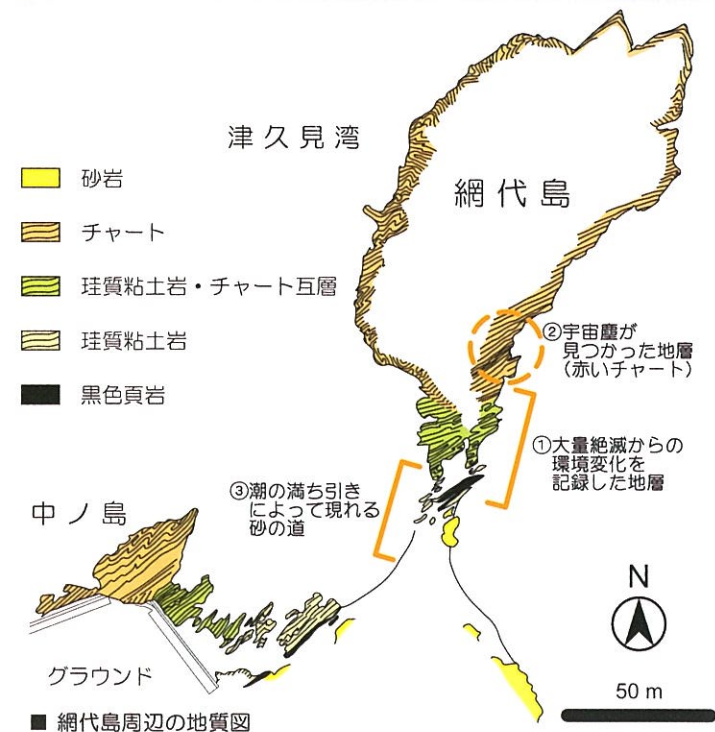 津久見湾
網代島
砂岩
チャート
珪質粘土岩・チャート互層
珪質粘土岩
黒色頁岩
②宇宙塵が
見つかった地層
(赤いチャート)
①大量絶滅からの
環境変化を
記録した地層
③潮の満ち引き
によって現れる
砂の道
中ノ島
グラウンド
N
50 m
■ 網代島周辺の地質図